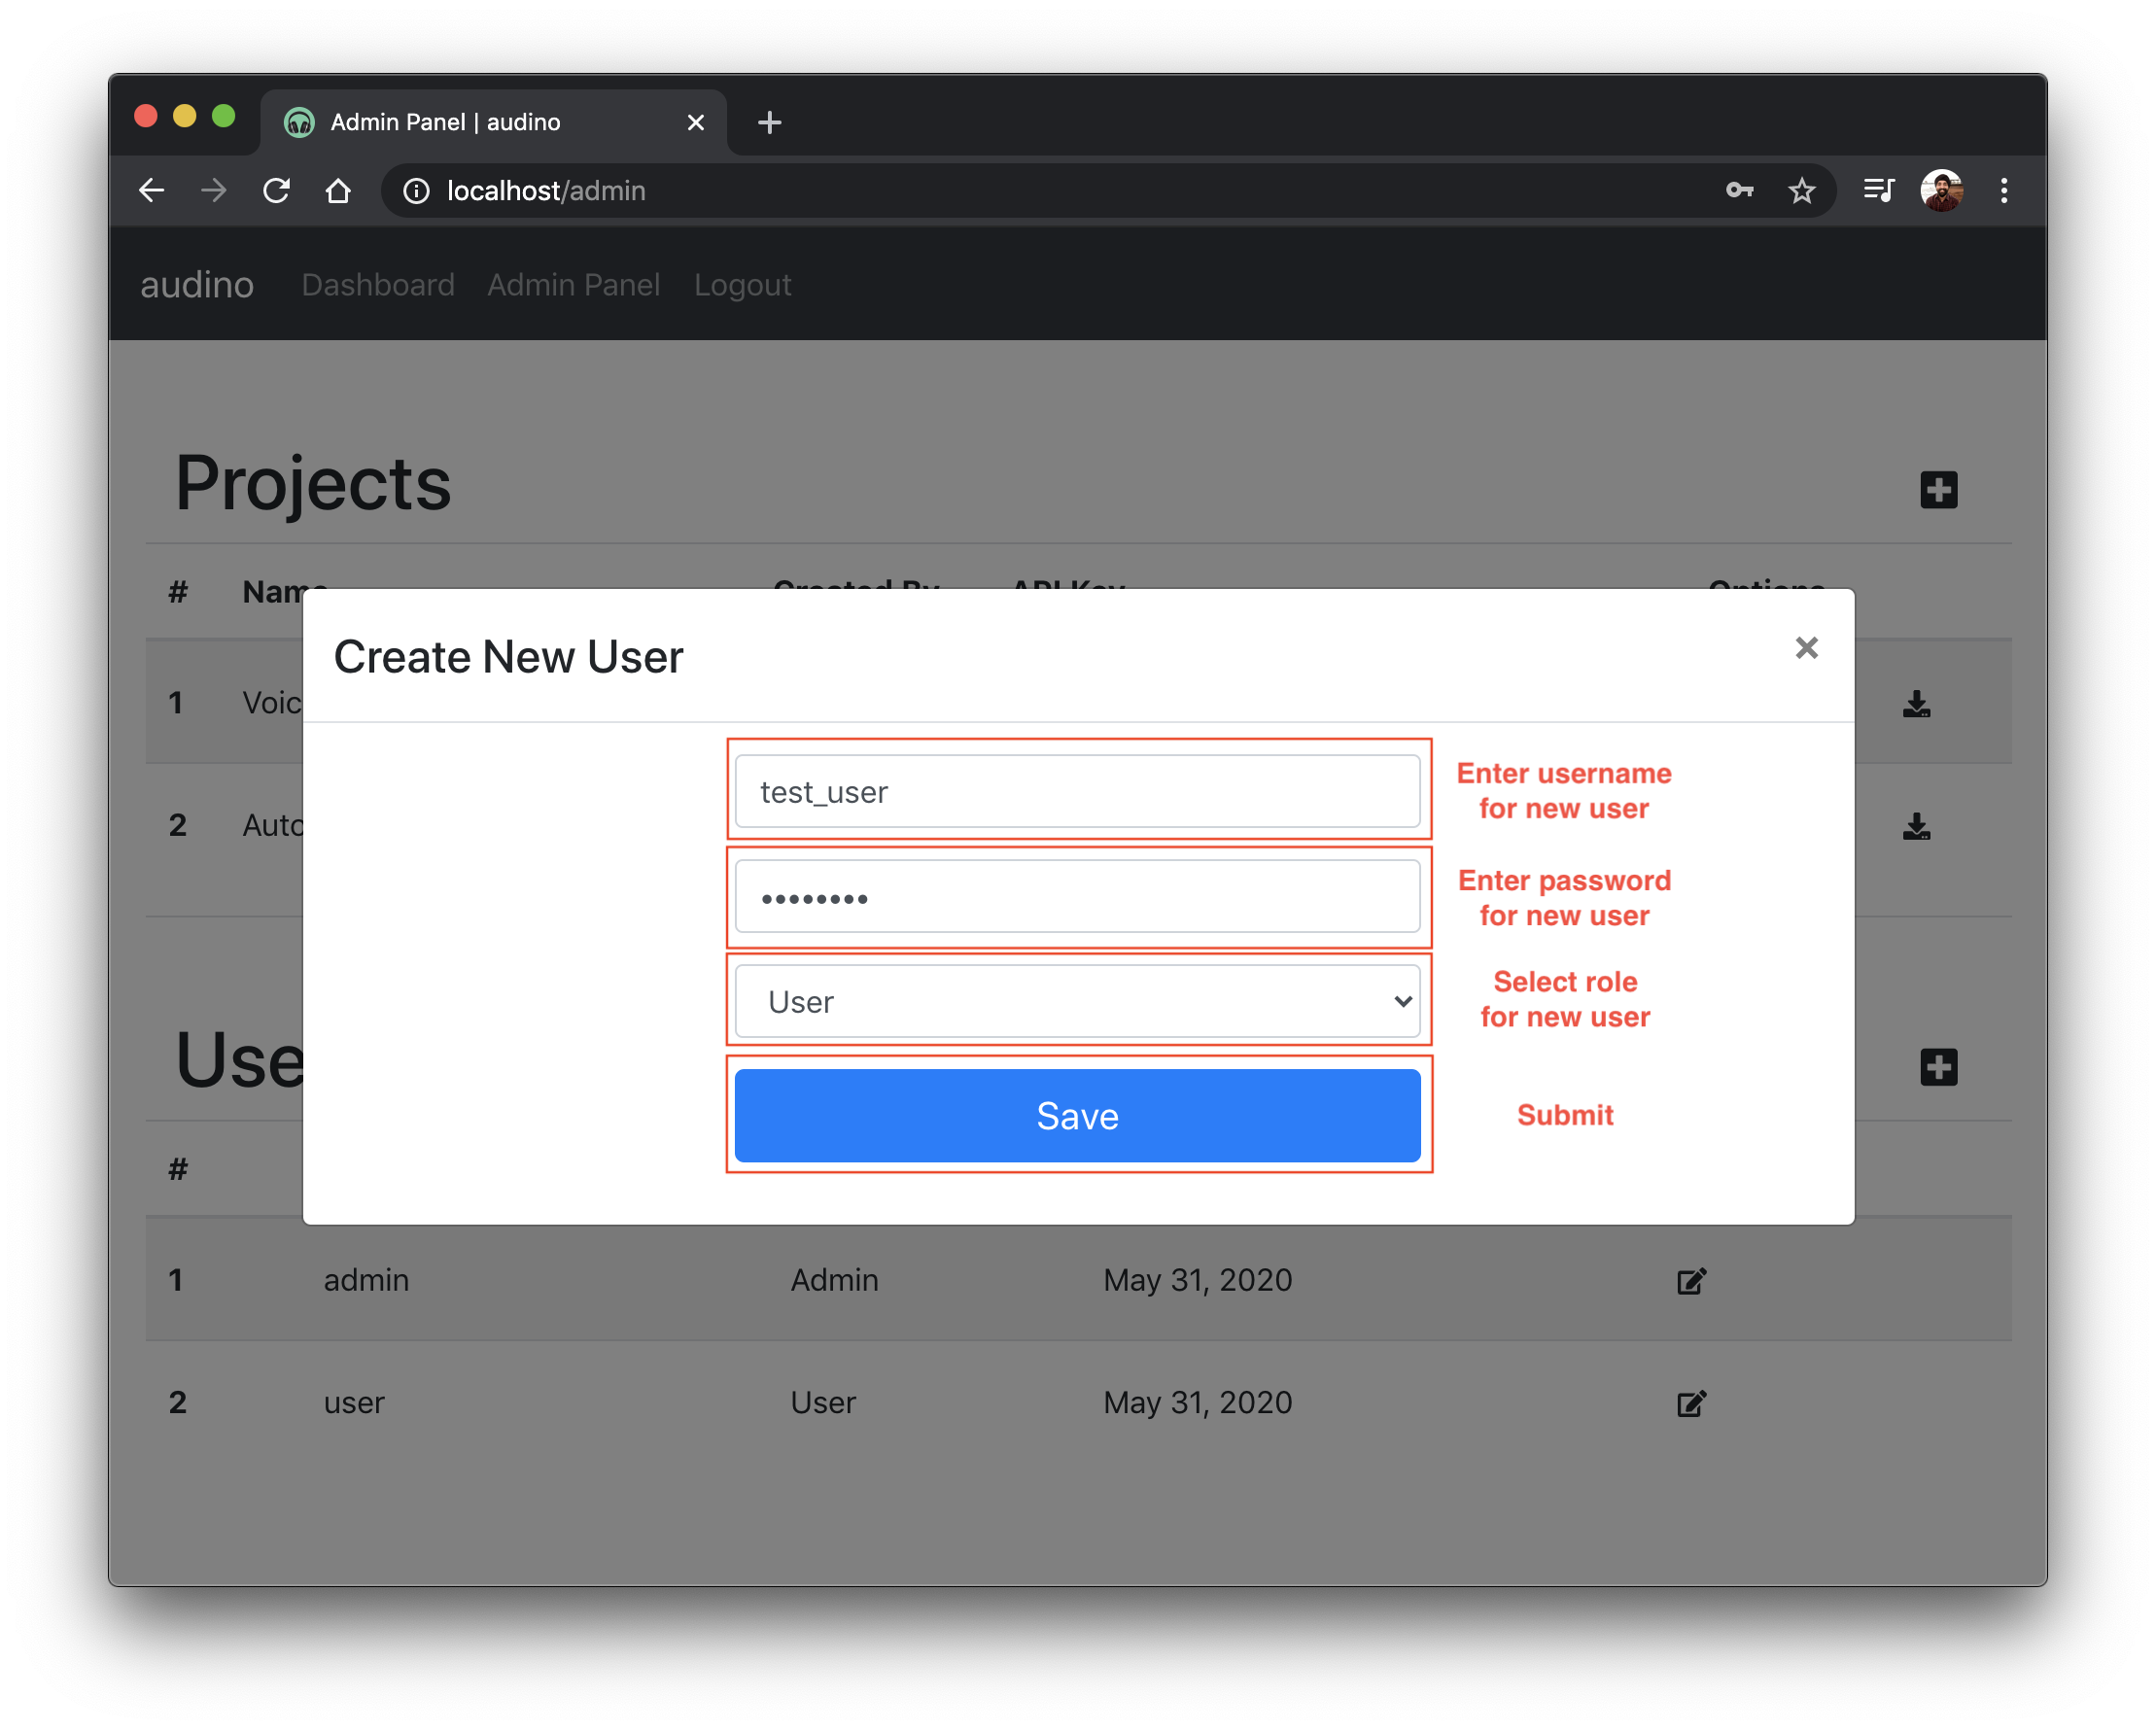 Admin Panel | audino
localhost/admin
audino Dashboard Admin Panel Logout
Projects
# Name Created By API Key Options
Create New User
1 Voic
test_user
Enter username
for new user
2 Auto
Enter password
for new user
User
Select role
for new user
Use
Save
Submit
#
1 admin Admin May 31, 2020
2 user User May 31, 2020